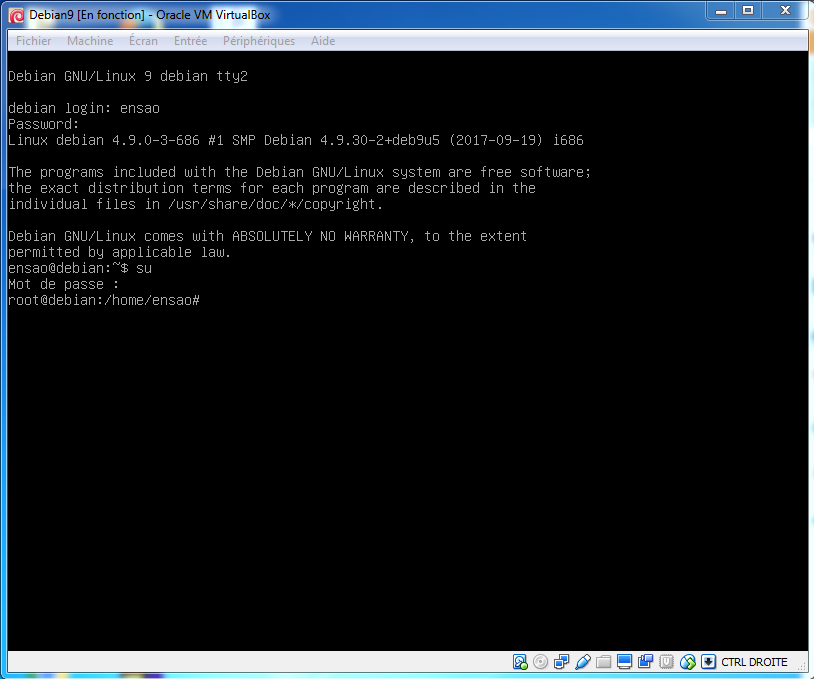 Debian9 [En fonction] - Oracle VM VirtualBox
Fichier Machine Écran Entrée Périphériques Aide
Debian GNU/Linux 9 debian tty2
debian login: ensao
Password:
Linux debian 4.9.0-3-686 #1 SMP Debian 4.9.30-2+deb9u5 (2017-09-19) i686
The programs included with the Debian GNU/Linux system are free software;
the exact distribution terms for each program are described in the
individual files in /usr/share/doc/*/copyright.
Debian GNU/Linux comes with ABSOLUTELY NO WARRANTY, to the extent
permitted by applicable law.
ensao@debian:~$ su
Mot de passe :
root@debian:/home/ensao#
CTRL DROITE